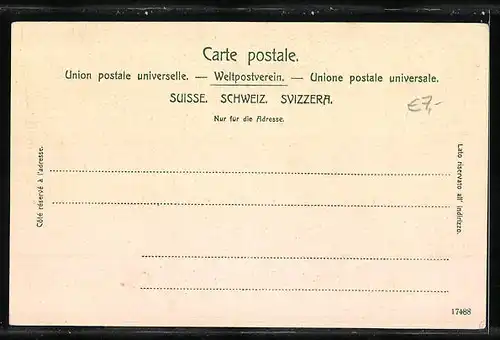 Carte postale.
Union postale universelle. — Weltpostverein. — Unione postale universale.
SUISSE. SCHWEIZ. SVIZZERA.
Nur für die Adresse.
€7,-
Côté réservé à l'adresse.
Lato riservato all' indirizzo.
17488